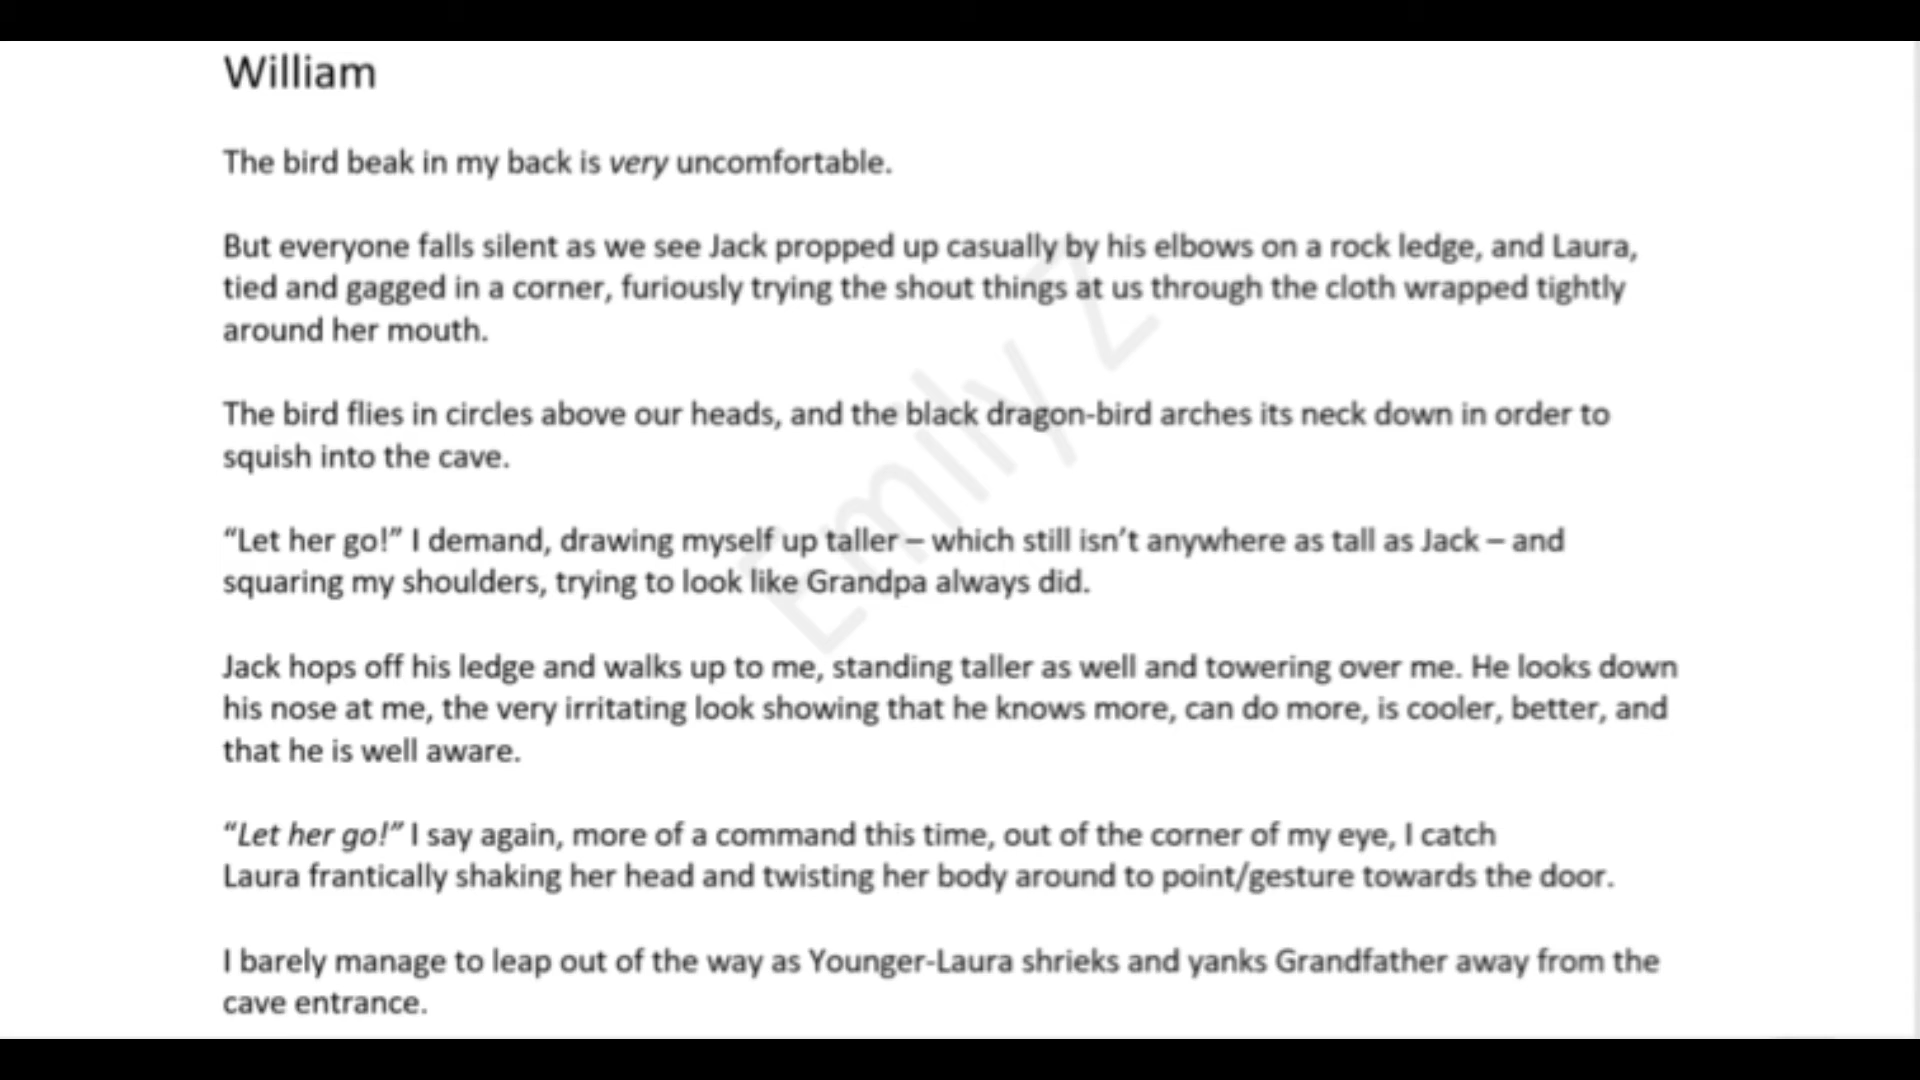 William
The bird beak in my back is very uncomfortable.
But everyone falls silent as we see Jack propped up casually by his elbows on a rock ledge, and Laura,
tied and gagged in a corner, furiously trying the shout things at us through the cloth wrapped tightly
around her mouth.
The bird flies in circles above our heads, and the black dragon-bird arches its neck down in order to
squish into the cave.
“Let her go!” I demand, drawing myself up taller – which still isn’t anywhere as tall as Jack – and
squaring my shoulders, trying to look like Grandpa always did.
Jack hops off his ledge and walks up to me, standing taller as well and towering over me. He looks down
his nose at me, the very irritating look showing that he knows more, can do more, is cooler, better, and
that he is well aware.
“Let her go!” I say again, more of a command this time, out of the corner of my eye, I catch
Laura frantically shaking her head and twisting her body around to point/gesture towards the door.
I barely manage to leap out of the way as Younger-Laura shrieks and yanks Grandfather away from the
cave entrance.
Emily Z